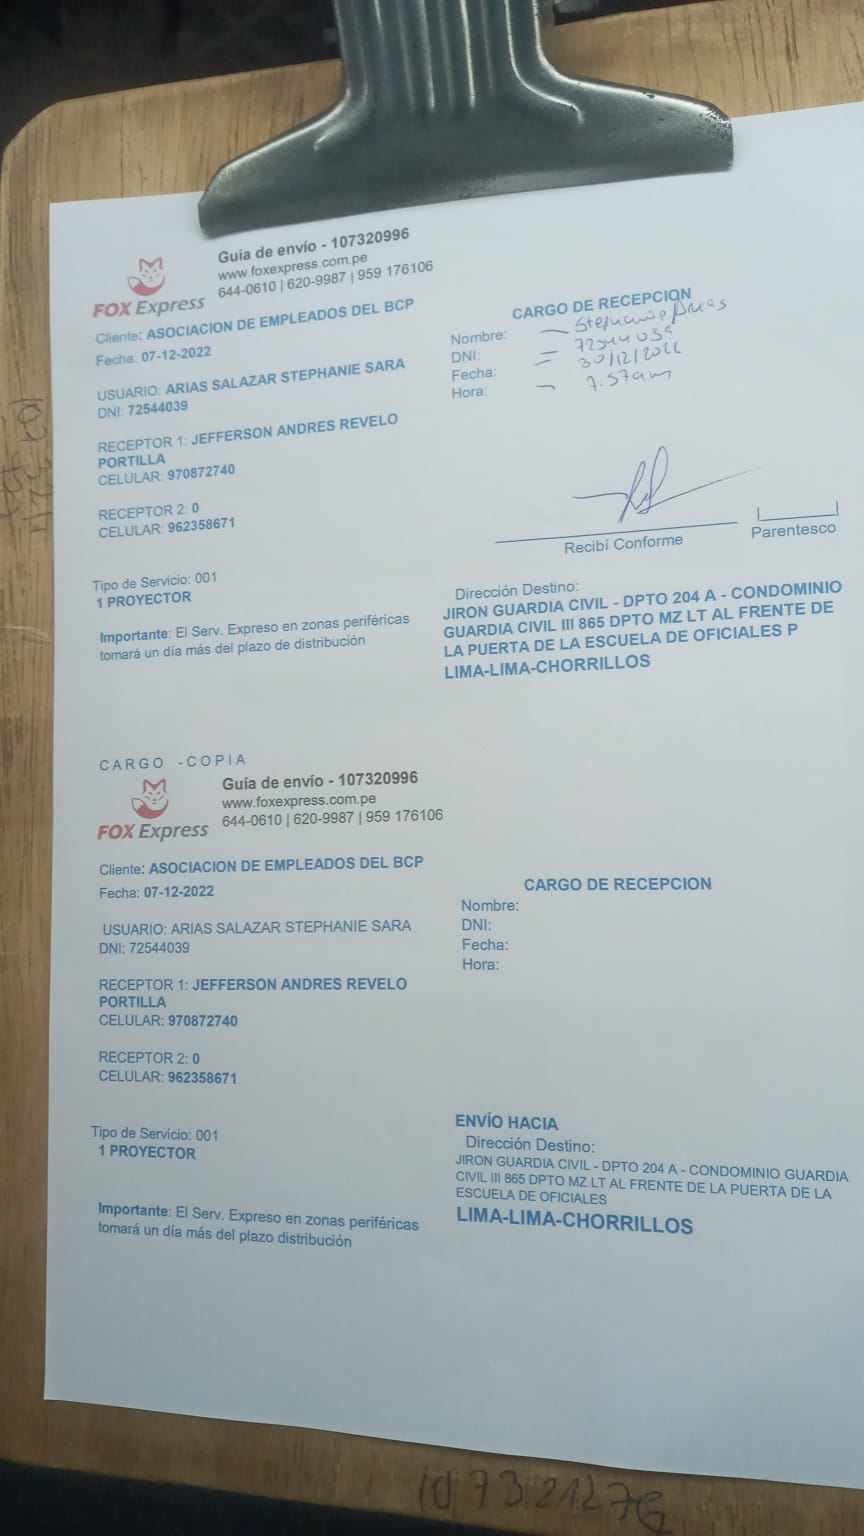 Guía de envío - 107320996
www.foxexpress.com.pe
644-0610 | 620-9987 | 959 176106
FOX Express
Cliente: ASOCIACION DE EMPLEADOS DEL BCP
Fecha: 07-12-2022
USUARIO: ARIAS SALAZAR STEPHANIE SARA
DNI: 72544039
RECEPTOR 1: JEFFERSON ANDRES REVELO
PORTILLA
CELULAR: 970872740
RECEPTOR 2: 0
CELULAR: 962358671
Tipo de Servicio: 001
1 PROYECTOR
Importante: El Serv. Expreso en zonas periféricas
tomará un día más del plazo de distribución
CARGO DE RECEPCION
Nombre: — Stephanie Arias
DNI: = 72544039
Fecha: 30/12/2022
Hora: - 7.57am
Recibí Conforme
Parentesco
Dirección Destino:
JIRON GUARDIA CIVIL - DPTO 204 A - CONDOMINIO
GUARDIA CIVIL III 865 DPTO MZ LT AL FRENTE DE
LA PUERTA DE LA ESCUELA DE OFICIALES P
LIMA-LIMA-CHORRILLOS
CARGO -COPIA
Guía de envío - 107320996
www.foxexpress.com.pe
644-0610 | 620-9987 | 959 176106
FOX Express
Cliente: ASOCIACION DE EMPLEADOS DEL BCP
Fecha: 07-12-2022
USUARIO: ARIAS SALAZAR STEPHANIE SARA
DNI: 72544039
RECEPTOR 1: JEFFERSON ANDRES REVELO
PORTILLA
CELULAR: 970872740
RECEPTOR 2: 0
CELULAR: 962358671
Tipo de Servicio: 001
1 PROYECTOR
Importante: El Serv. Expreso en zonas periféricas
tomará un día más del plazo distribución
CARGO DE RECEPCION
Nombre:
DNI:
Fecha:
Hora:
ENVÍO HACIA
Dirección Destino:
JIRON GUARDIA CIVIL - DPTO 204 A - CONDOMINIO GUARDIA
CIVIL III 865 DPTO MZ LT AL FRENTE DE LA PUERTA DE LA
ESCUELA DE OFICIALES
LIMA-LIMA-CHORRILLOS